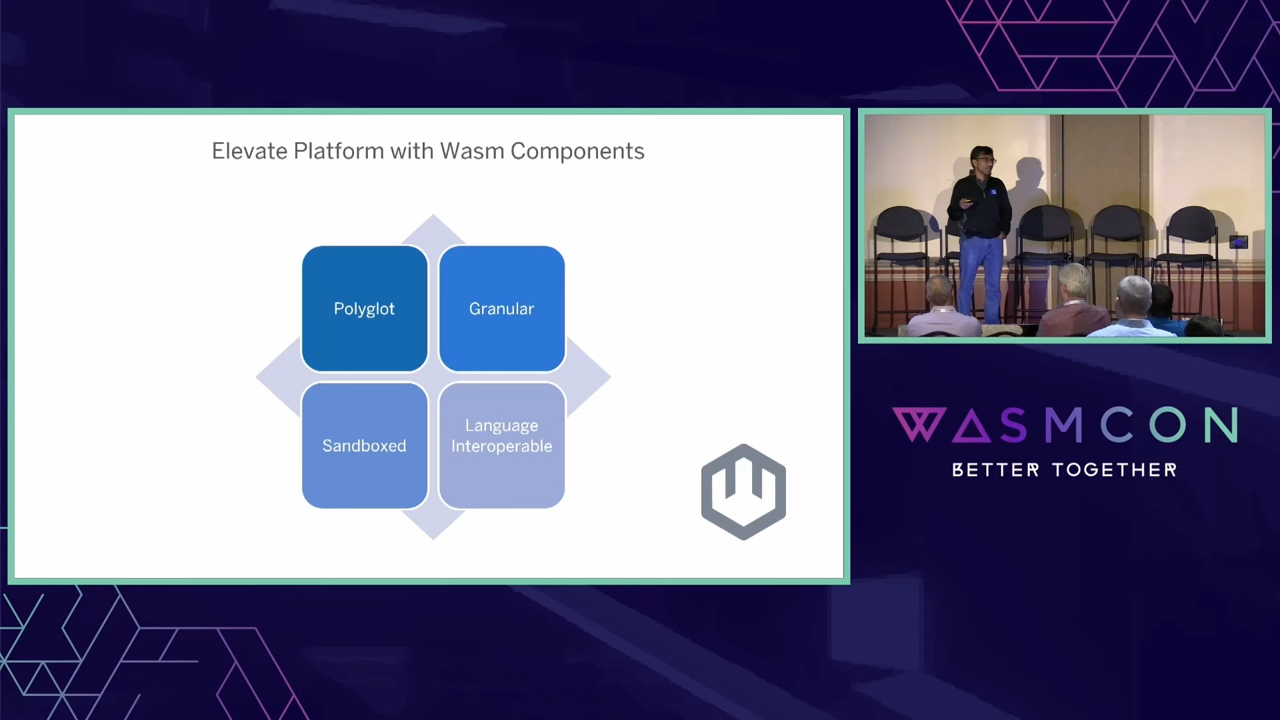 Elevate Platform with Wasm Components
Polyglot
Granular
Sandboxed
Language
Interoperable
WASMCON
BETTER TOGETHER